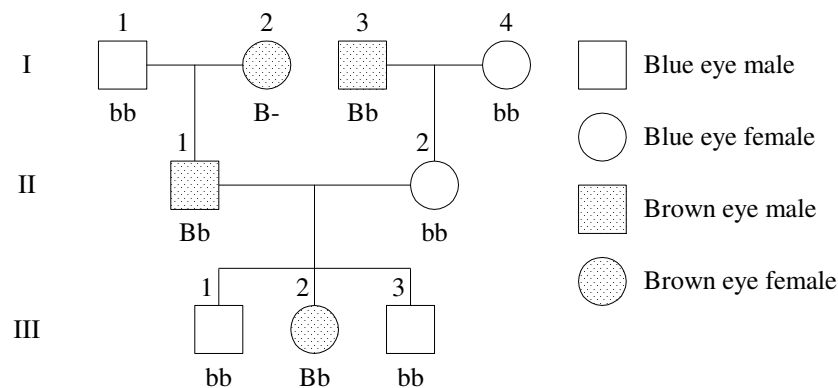 1 2 3 4
I
bb B- Bb bb
Blue eye male
Blue eye female
1 2
II
Bb bb
Brown eye male
Brown eye female
1 2 3
III
bb Bb bb